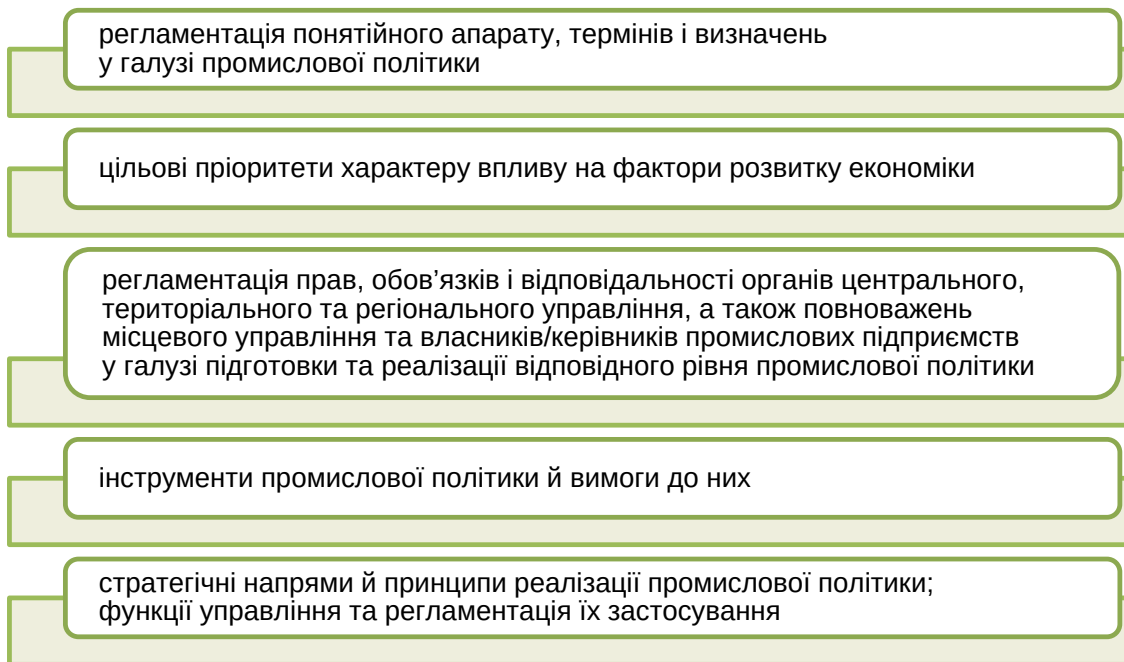 регламентація понятійного апарату, термінів і визначень
у галузі промислової політики
цільові пріоритети характеру впливу на фактори розвитку економіки
регламентація прав, обов’язків і відповідальності органів центрального,
територіального та регіонального управління, а також повноважень
місцевого управління та власників/керівників промислових підприємств
у галузі підготовки та реалізації відповідного рівня промислової політики
інструменти промислової політики й вимоги до них
стратегічні напрями й принципи реалізації промислової політики;
функції управління та регламентація їх застосування